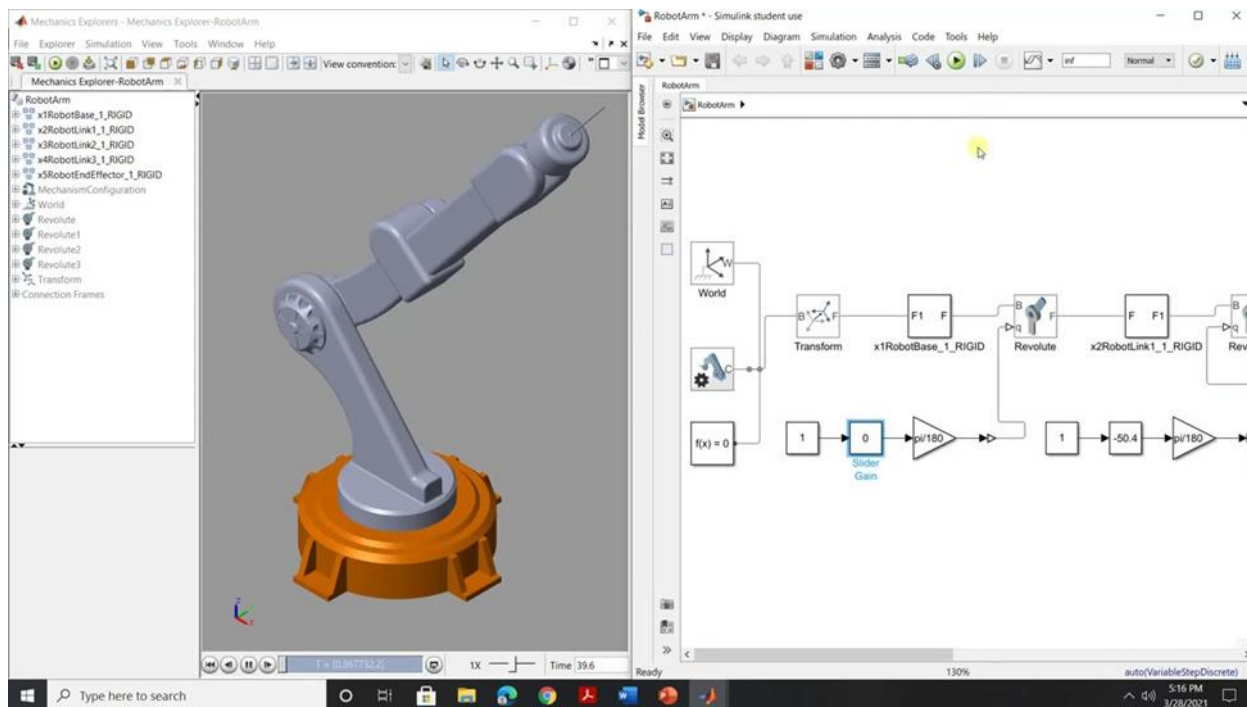 Mechanics Explorers - Mechanics Explorer-RobotArm
File Explorer Simulation View Tools Window Help
View convention:
Mechanics Explorer-RobotArm
RobotArm
x1RobotBase_1_RIGID
x2RobotLink1_1_RIGID
x3RobotLink2_1_RIGID
x4RobotLink3_1_RIGID
x5RobotEndEffector_1_RIGID
MechanismConfiguration
World
Revolute
Revolute1
Revolute2
Revolute3
Transform
Connection Frames
z
x
1X
Time 39.6
RobotArm * - Simulink student use
File Edit View Display Diagram Simulation Analysis Code Tools Help
inf
Normal
RobotArm
Model Browser
RobotArm
W
World
C
f(x) = 0
B F
Transform
F1 F
x1RobotBase_1_RIGID
B F
q
Revolute
F F1
x2RobotLink1_1_RIGID
B
q
Rev
1
0
Slider
Gain
pi/180
1
-50.4
pi/180
Ready
130%
auto(VariableStepDiscrete)
Type here to search
5:16 PM
3/28/2021